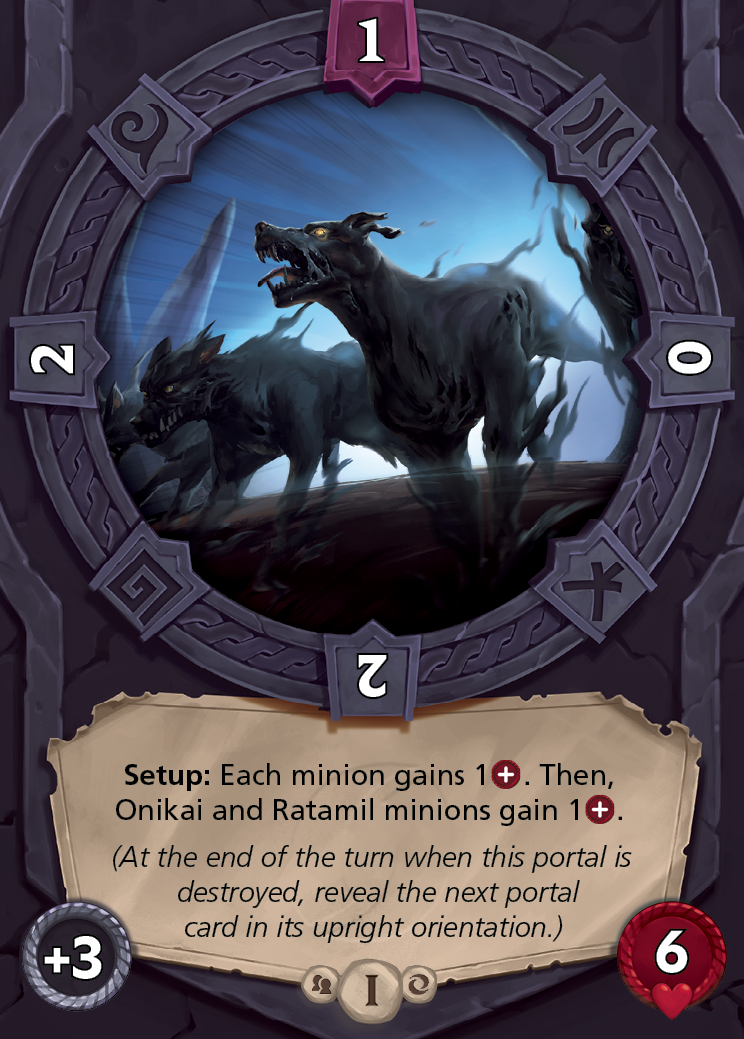 1
2
0
2
Setup: Each minion gains 1. Then,
Onikai and Ratamil minions gain 1.
(At the end of the turn when this portal is
destroyed, reveal the next portal
card in its upright orientation.)
+3
6
I